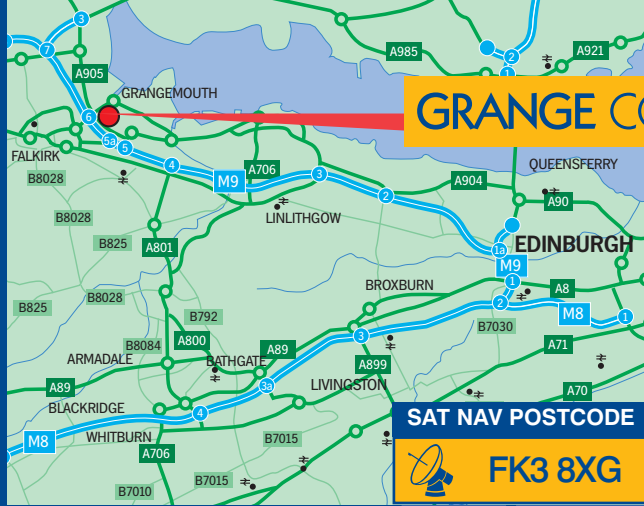 3
A985
A921
2
7
1
A905
GRANGEMOUTH
GRANGE CO
6
5a
5
FALKIRK
4
A706
QUEENSFERRY
B8028
M9
3
A904
2
A90
B8028
LINLITHGOW
B825
A801
1a
EDINBURGH
M9
BROXBURN
1
A8
B8028
2
B825
B792
M8
1
B7030
B8084
A800
3
A71
ARMADALE
BATHGATE
A89
A899
A89
3a
LIVINGSTON
A70
BLACKRIDGE
4
SAT NAV POSTCODE
M8
WHITBURN
B7015
A706
FK3 8XG
B7015
B7010